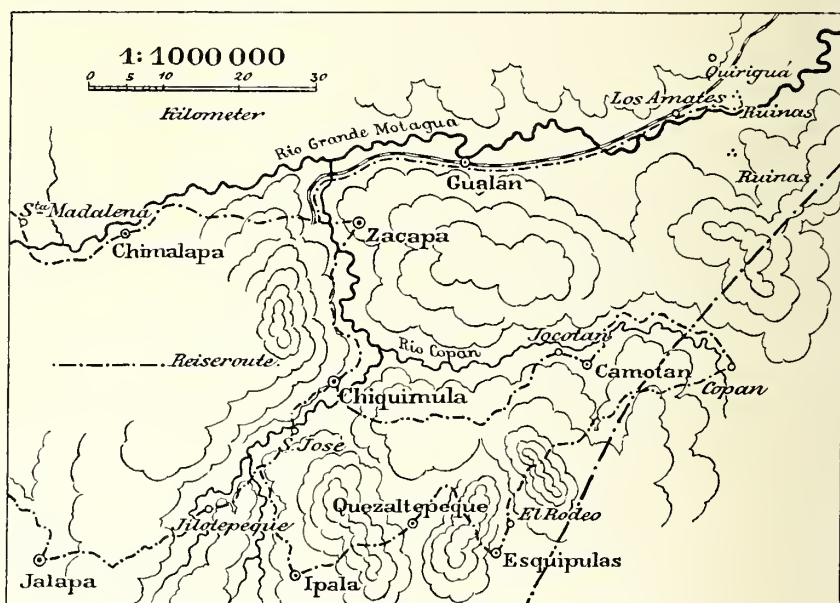 1: 1000 000
0 5 10 20 30
Kilometer
Quiriguá
Los Amates
Ruinas
Rio Grande Motagua
Gualan
Ruinas
Sta Madalena
Chimalapa
Zacapa
Rio Copan
Jocotan
Reiseroute.
Camotan
Copan
Chiquimula
S. José
Quezaltepeque
Jilotepeque
El Rodeo
Esquipulas
Jalapa
Ipala